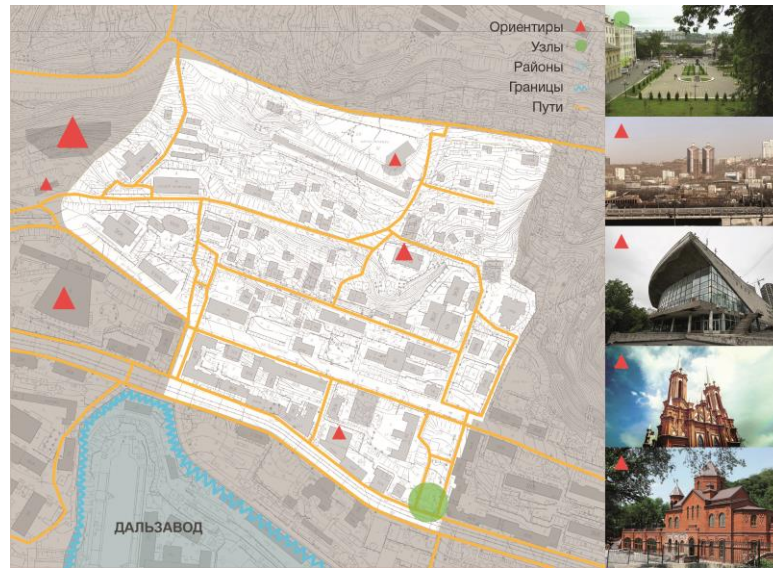 Ориентиры
Узлы
Районы
Границы
Пути
ДАЛЬЗАВОД